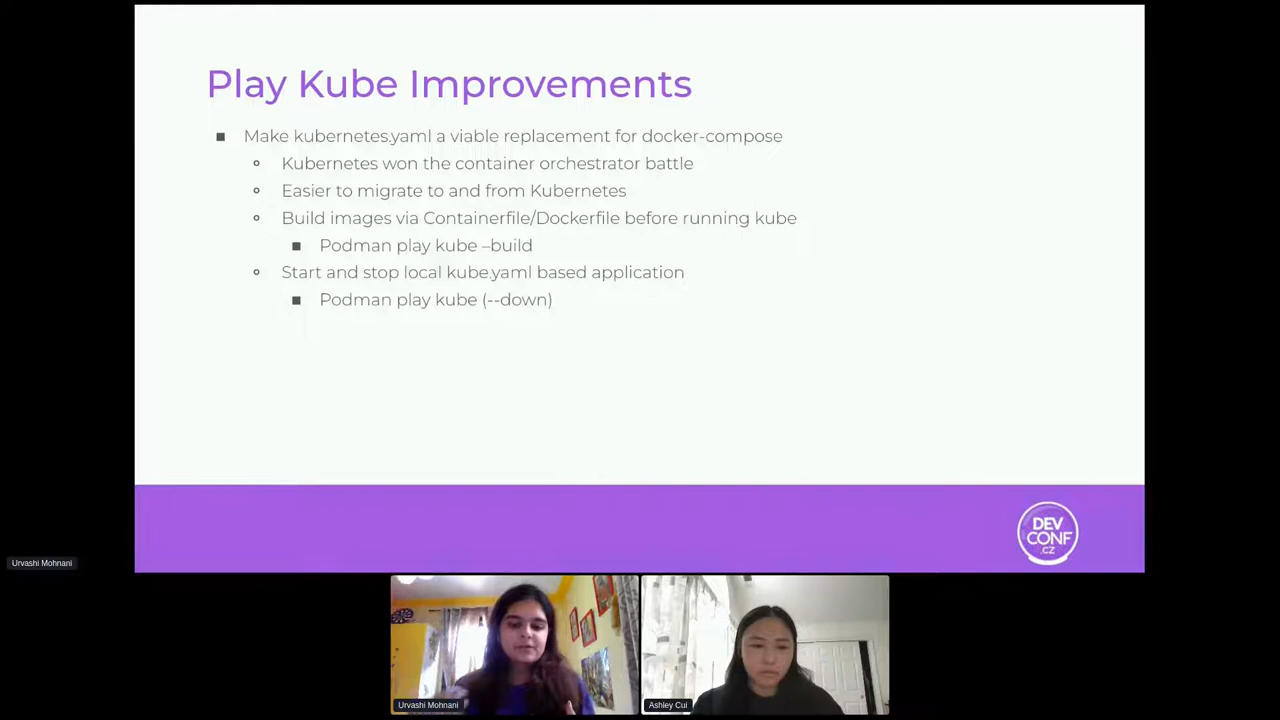 Play Kube Improvements
■ Make kubernetes.yaml a viable replacement for docker-compose
○ Kubernetes won the container orchestrator battle
○ Easier to migrate to and from Kubernetes
○ Build images via Containerfile/Dockerfile before running kube
■ Podman play kube –build
○ Start and stop local kube.yaml based application
■ Podman play kube (--down)
DEV
CONF
.CZ
Urvashi Mohnani
Urvashi Mohnani
Ashley Cui